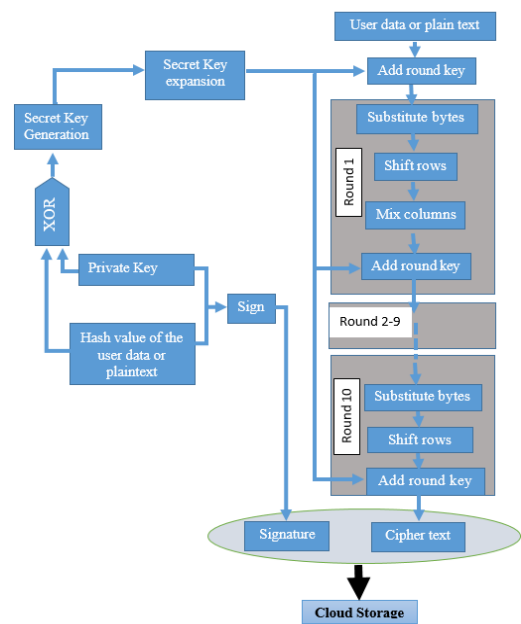 User data or plain text
Secret Key
expansion
Add round key
Secret Key
Generation
Substitute bytes
Round 1
Shift rows
XOR
Mix columns
Private Key
Add round key
Sign
Round 2-9
Hash value of the
user data or
plaintext
Substitute bytes
Round 10
Shift rows
Add round key
Signature
Cipher text
Cloud Storage